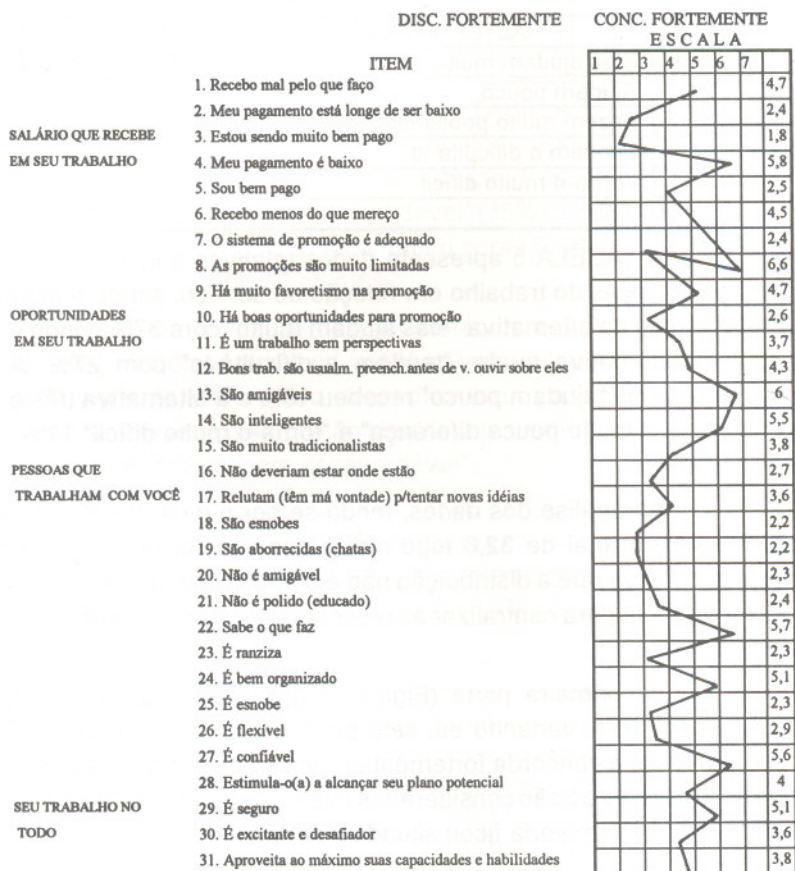 DISC. FORTEMENTE CONC. FORTEMENTE
ESCALA
ITEM 1 2 3 4 5 6 7
1. Recebo mal pelo que faço 4,7
2. Meu pagamento está longe de ser baixo 2,4
SALÁRIO QUE RECEBE 3. Estou sendo muito bem pago 1,8
EM SEU TRABALHO 4. Meu pagamento é baixo 5,8
5. Sou bem pago 2,5
6. Recebo menos do que mereço 4,5
7. O sistema de promoção é adequado 2,4
8. As promoções são muito limitadas 6,6
9. Há muito favoretismo na promoção 4,7
OPORTUNIDADES 10. Há boas oportunidades para promoção 2,6
EM SEU TRABALHO 11. É um trabalho sem perspectivas 3,7
12. Bons trab. são usualm. preench.antes de v. ouvir sobre eles 4,3
13. São amigáveis 6
14. São inteligentes 5,5
15. São muito tradicionalistas 3,8
PESSOAS QUE 16. Não deveriam estar onde estão 2,7
TRABALHAM COM VOCÊ 17. Relutam (têm má vontade) p/tentar novas idéias 3,6
18. São esnobes 2,2
19. São aborrecidas (chatas) 2,2
20. Não é amigável 2,3
21. Não é polido (educado) 2,4
22. Sabe o que faz 5,7
23. É ranziza 2,3
24. É bem organizado 5,1
25. É esnobe 2,3
26. É flexível 2,9
27. É confiável 5,6
28. Estimula-o(a) a alcançar seu plano potencial 4
SEU TRABALHO NO 29. É seguro 5,1
TODO 30. É excitante e desafiador 3,6
31. Aproveita ao máximo suas capacidades e habilidades 3,8